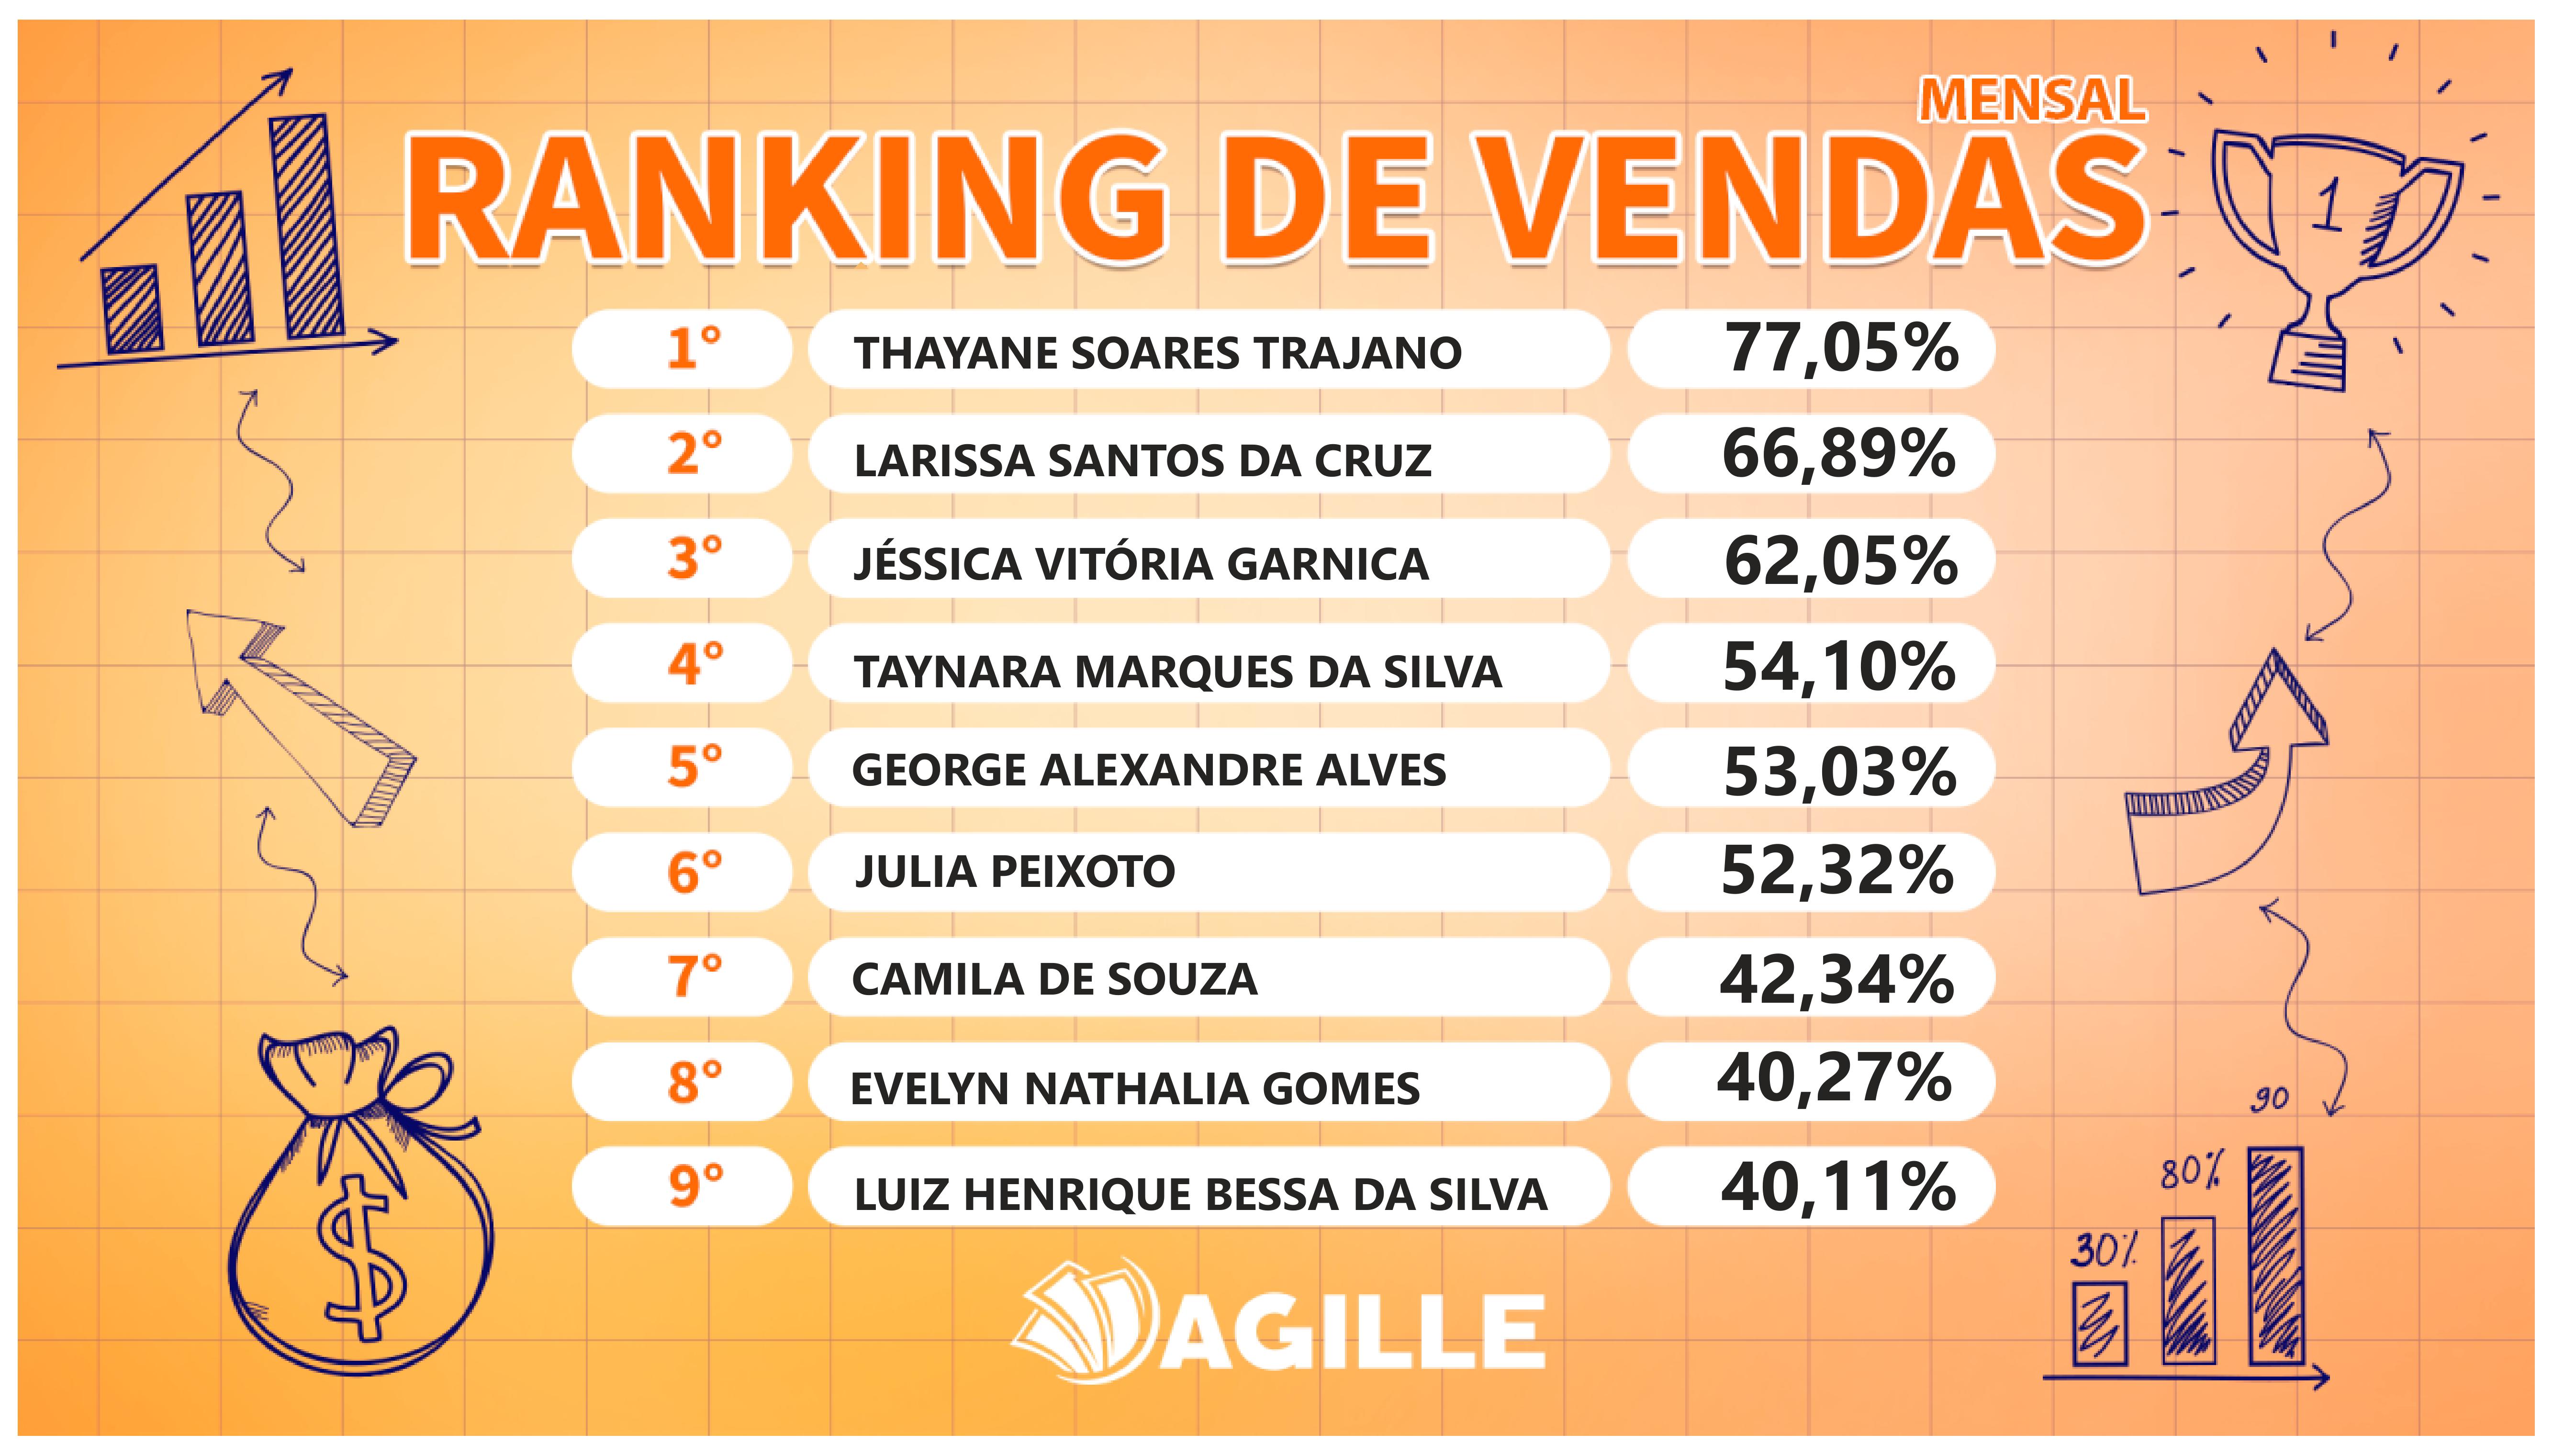 MENSAL
RANKING DE VENDAS
1
1° THAYANE SOARES TRAJANO 77,05%
2° LARISSA SANTOS DA CRUZ 66,89%
3° JÉSSICA VITÓRIA GARNICA 62,05%
4° TAYNARA MARQUES DA SILVA 54,10%
5° GEORGE ALEXANDRE ALVES 53,03%
6° JULIA PEIXOTO 52,32%
7° CAMILA DE SOUZA 42,34%
8° EVELYN NATHALIA GOMES 40,27%
9° LUIZ HENRIQUE BESSA DA SILVA 40,11%
$
90
80%
30%
AGILLE